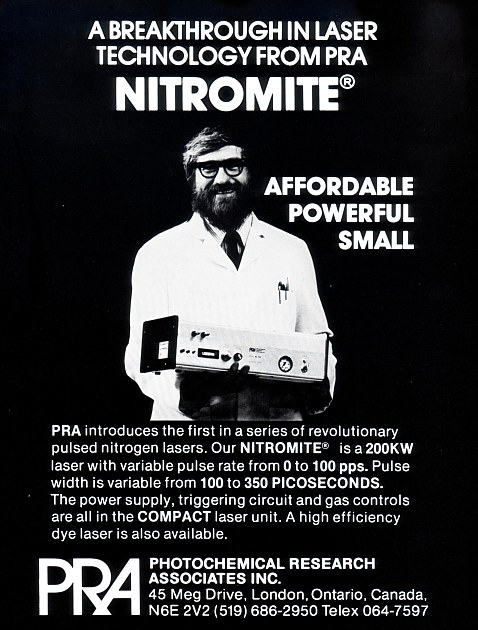 A BREAKTHROUGH IN LASER
TECHNOLOGY FROM PRA
NITROMITE®
AFFORDABLE
POWERFUL
SMALL
PRA introduces the first in a series of revolutionary
pulsed nitrogen lasers. Our NITROMITE® is a 200KW
laser with variable pulse rate from 0 to 100 pps. Pulse
width is variable from 100 to 350 PICOSECONDS.
The power supply, triggering circuit and gas controls
are all in the COMPACT laser unit. A high efficiency
dye laser is also available.
PRA
PHOTOCHEMICAL RESEARCH
ASSOCIATES INC.
45 Meg Drive, London, Ontario, Canada,
N6E 2V2 (519) 686-2950 Telex 064-7597